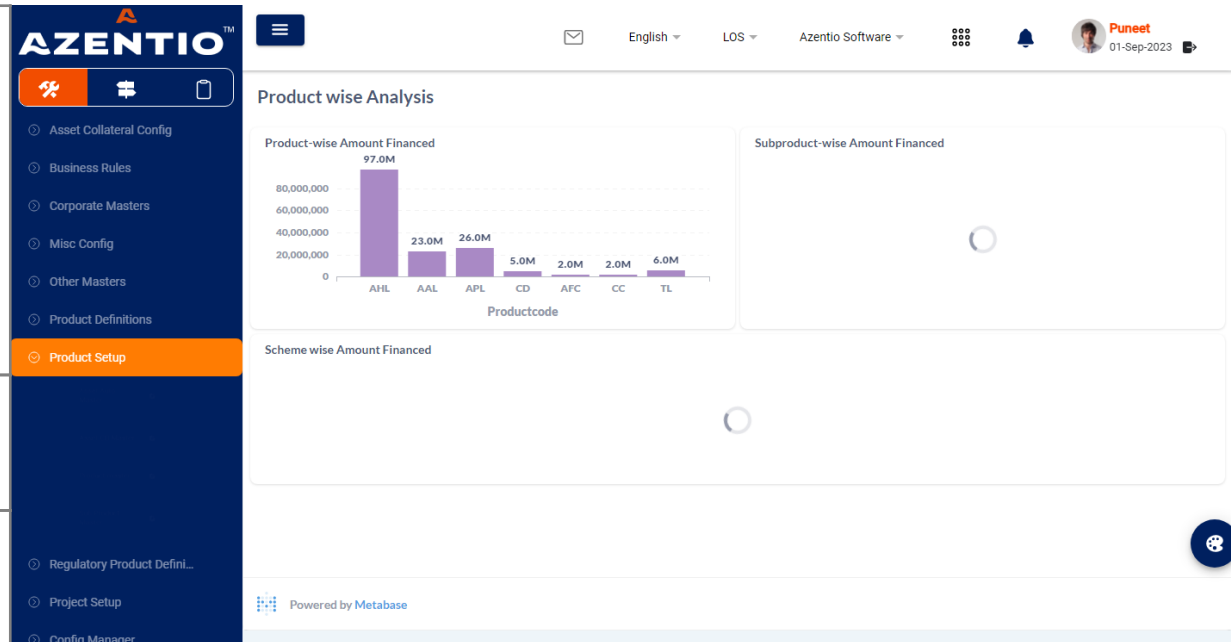 AZENTIO™
English
LOS
Azentio Software
Puneet
01-Sep-2023
Asset Collateral Config
Business Rules
Corporate Masters
Misc Config
Other Masters
Product Definitions
Product Setup
Regulatory Product Defini...
Project Setup
Config Manager
Product wise Analysis
Product-wise Amount Financed
97.0M
80,000,000
60,000,000
40,000,000
20,000,000
0
23.0M
26.0M
5.0M
2.0M
2.0M
6.0M
AHL AAL APL CD AFC CC TL
Productcode
Subproduct-wise Amount Financed
Scheme wise Amount Financed
Powered by Metabase